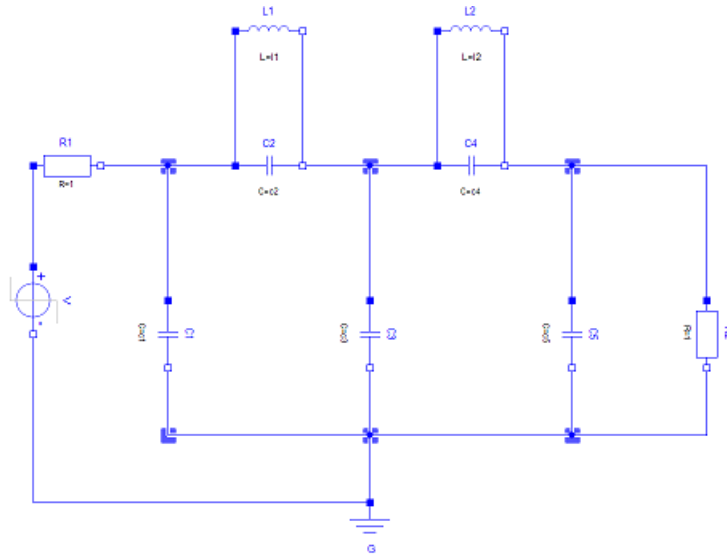 L1
L2
L=l1
L=l2
R1
C2
C4
R=1
C=c2
C=c4
+
V
-
C1
C=c1
C3
C=c3
C5
C=c5
R=1
G